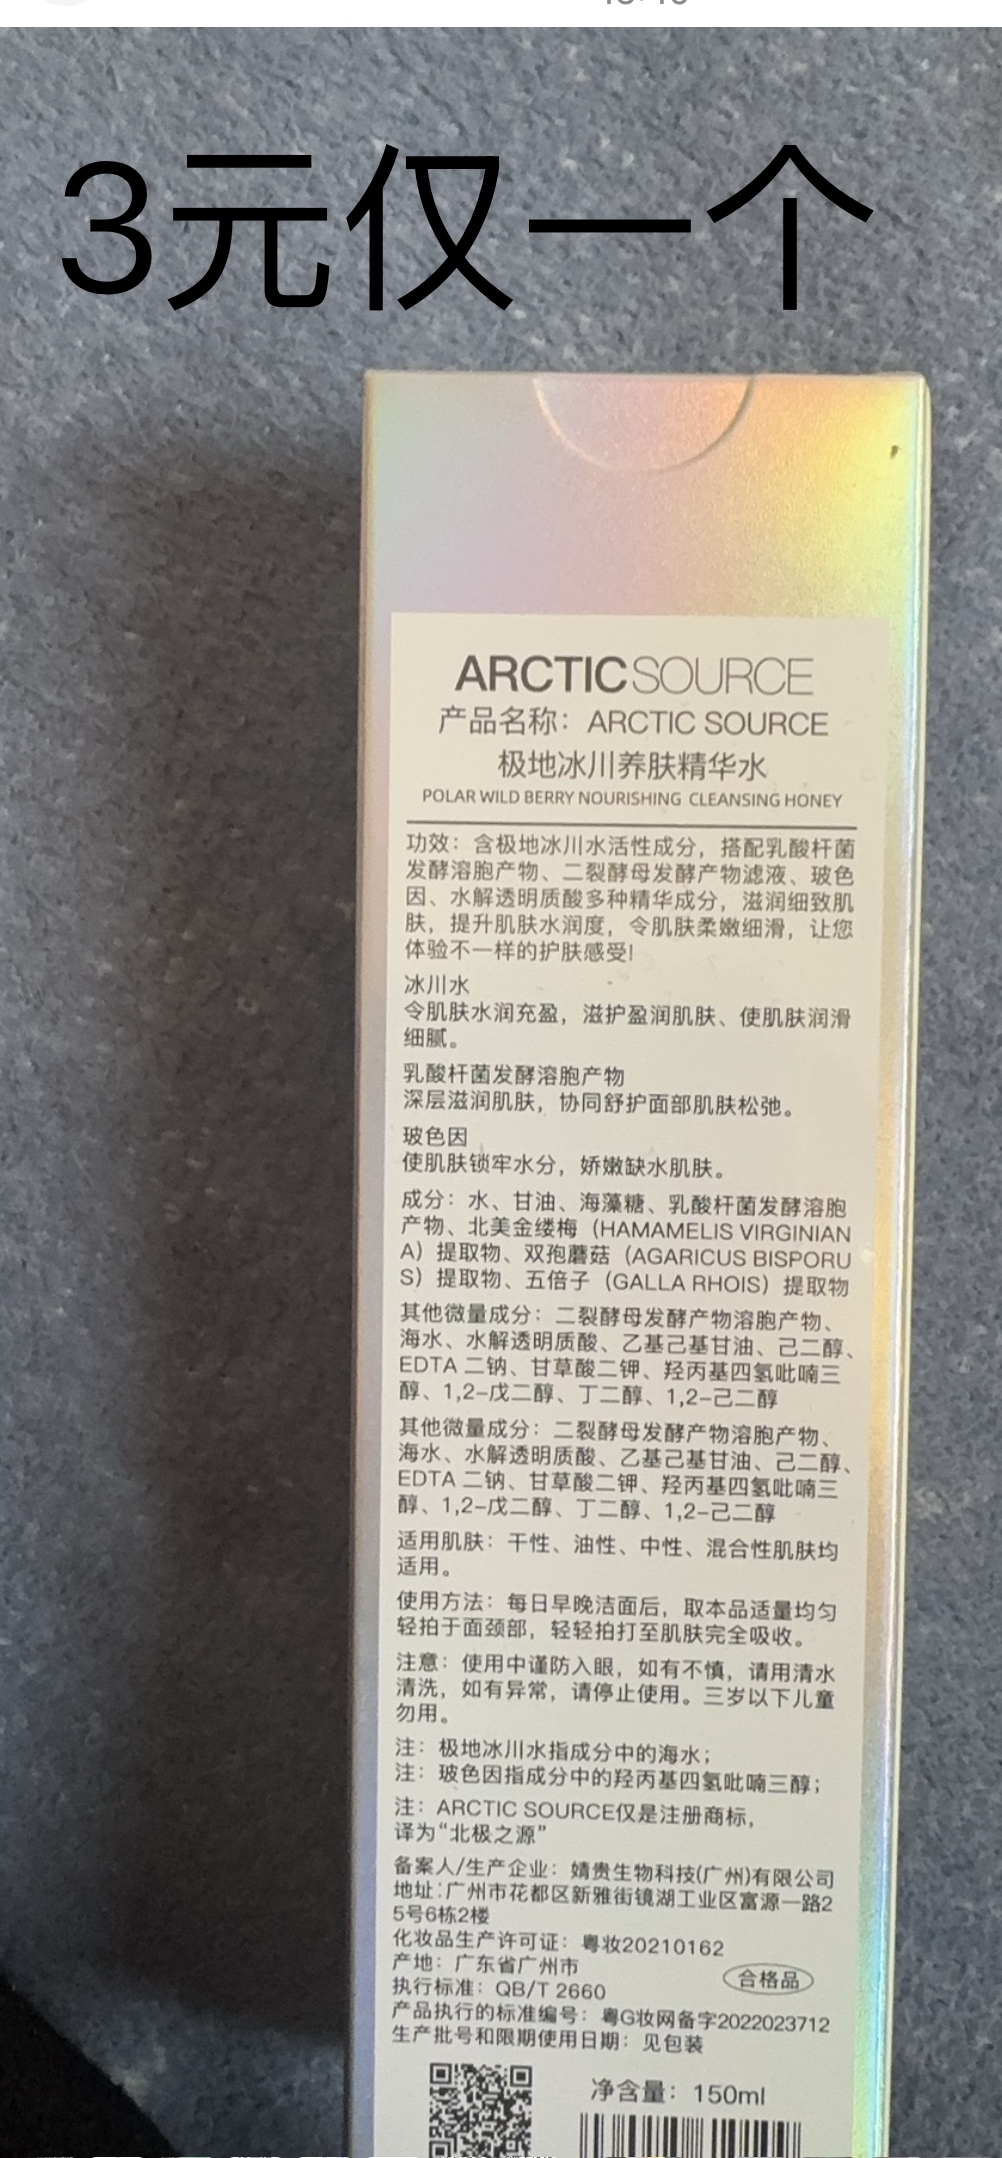 3元仅一个
ARCTIC SOURCE
产品名称：ARCTIC SOURCE
极地冰川养肤精华水
POLAR WILD BERRY NOURISHING CLEANSING HONEY
功效：含极地冰川水活性成分，搭配乳酸杆菌
发酵溶胞产物、二裂酵母发酵产物滤液、玻色
因、水解透明质酸多种精华成分，滋润细致肌
肤，提升肌肤水润度，令肌肤柔嫩细滑，让您
体验不一样的护肤感受!
冰川水
令肌肤水润充盈，滋护盈润肌肤、使肌肤润滑
细腻。
乳酸杆菌发酵溶胞产物
深层滋润肌肤，协同舒护面部肌肤松弛。
玻色因
使肌肤锁牢水分，娇嫩缺水肌肤。
成分：水、甘油、海藻糖、乳酸杆菌发酵溶胞
产物、北美金缕梅（HAMAMELIS VIRGINIAN
A）提取物、双孢蘑菇（AGARICUS BISPORU
S）提取物、五倍子（GALLA RHOIS）提取物
其他微量成分：二裂酵母发酵产物溶胞产物、
海水、水解透明质酸、乙基己基甘油、己二醇、
EDTA 二钠、甘草酸二钾、羟丙基四氢吡喃三
醇、1,2-戊二醇、丁二醇、1,2-己二醇
其他微量成分：二裂酵母发酵产物溶胞产物、
海水、水解透明质酸、乙基己基甘油、己二醇、
EDTA 二钠、甘草酸二钾、羟丙基四氢吡喃三
醇、1,2-戊二醇、丁二醇、1,2-己二醇
适用肌肤：干性、油性、中性、混合性肌肤均
适用。
使用方法：每日早晚洁面后，取本品适量均匀
轻拍于面颈部，轻轻拍打至肌肤完全吸收。
注意：使用中谨防入眼，如有不慎，请用清水
清洗，如有异常，请停止使用。三岁以下儿童
勿用。
注：极地冰川水指成分中的海水；
注：玻色因指成分中的羟丙基四氢吡喃三醇；
注：ARCTIC SOURCE仅是注册商标，
译为“北极之源”
备案人/生产企业：婧贵生物科技(广州)有限公司
地址:广州市花都区新雅街镜湖工业区富源一路2
5号6栋2楼
化妆品生产许可证：粤妆20210162
产地：广东省广州市
合格品
执行标准：QB/T 2660
产品执行的标准编号：粤G妆网备字2022023712
生产批号和限期使用日期：见包装
净含量：150ml